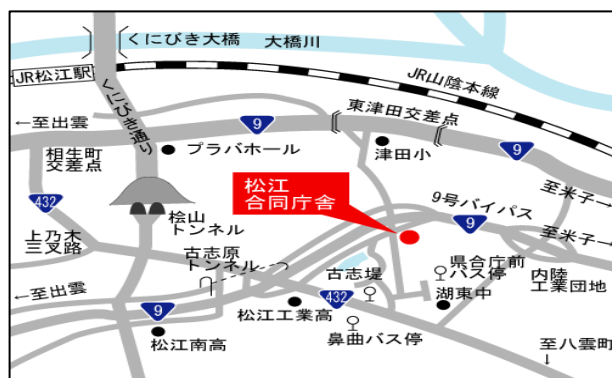 くにびき大橋
大橋川
JR松江駅
JR山陰本線
くにびき通り
←至出雲
9
東津田交差点
9
相生町
交差点
プラバホール
津田小
432
松江
合同庁舎
9号バイパス
至米子→
9
桧山
トンネル
上乃木
三叉路
古志原
トンネル
至米子→
県合庁前
バス停
内陸
工業団地
古志堤
←至出雲
432
湖東中
9
松江工業高
松江南高
鼻曲バス停
至八雲町
↓